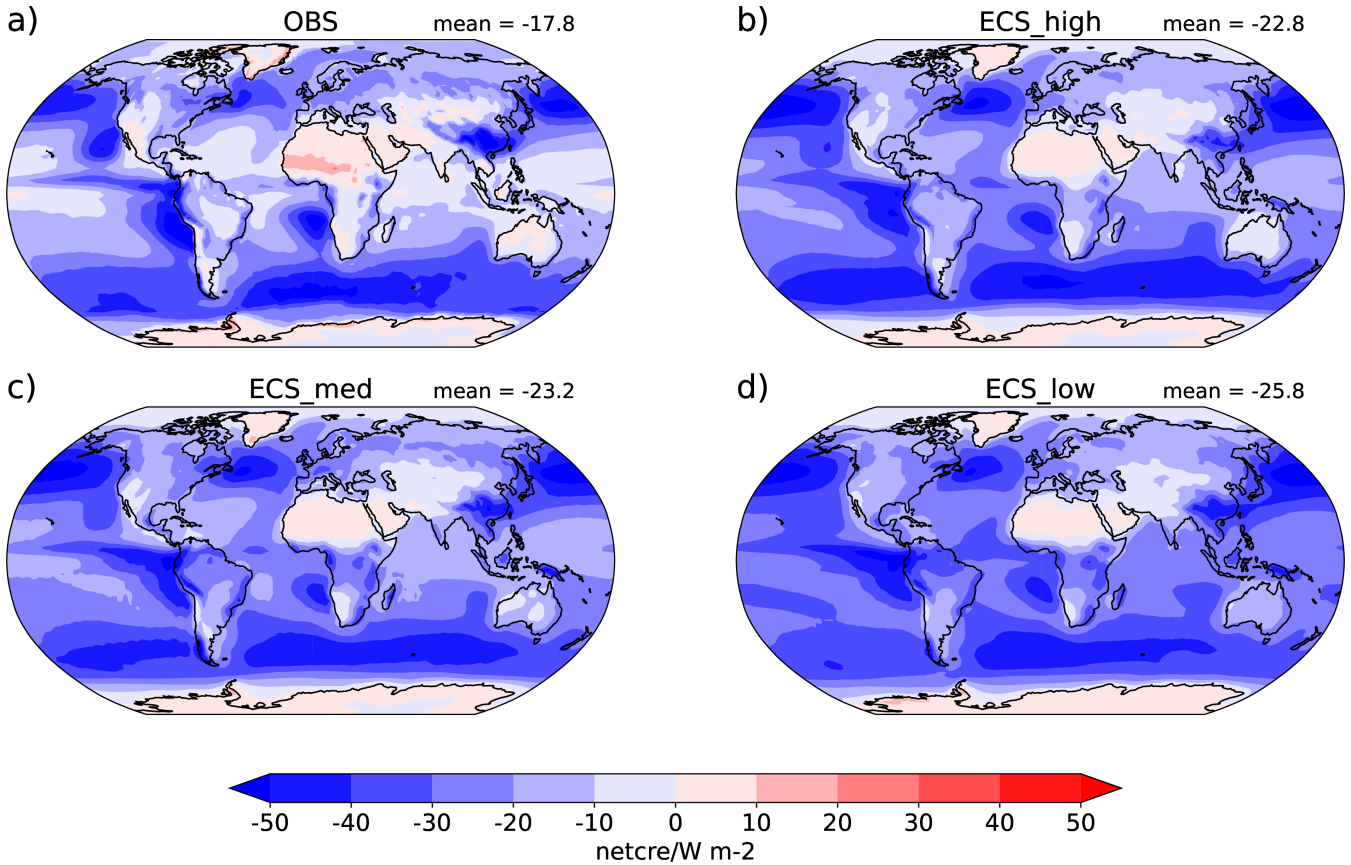 a) OBS mean = -17.8
b) ECS_high mean = -22.8
c) ECS_med mean = -23.2
d) ECS_low mean = -25.8
-50 -40 -30 -20 -10 0 10 20 30 40 50
netcre/W m-2